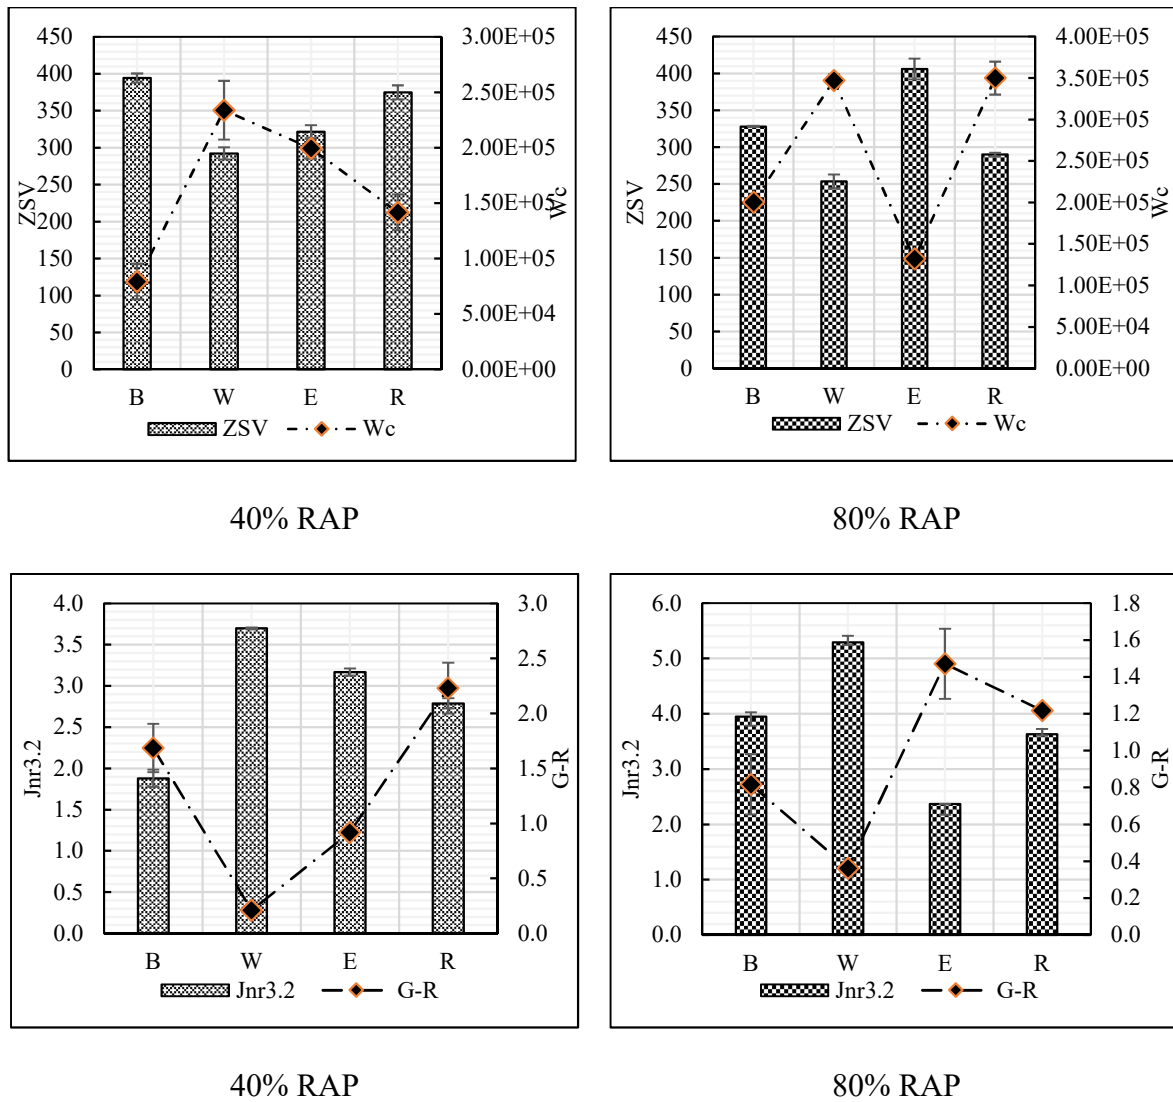 450
400
350
300
250
200
150
100
50
0
ZSV
3.00E+05
2.50E+05
2.00E+05
1.50E+05
1.00E+05
5.00E+04
0.00E+00
Wc
B W E R
ZSV Wc
40% RAP
450
400
350
300
250
200
150
100
50
0
ZSV
4.00E+05
3.50E+05
3.00E+05
2.50E+05
2.00E+05
1.50E+05
1.00E+05
5.00E+04
0.00E+00
Wc
B W E R
ZSV Wc
80% RAP
4.0
3.5
3.0
2.5
2.0
1.5
1.0
0.5
0.0
Jnr3.2
3.0
2.5
2.0
1.5
1.0
0.5
0.0
G-R
B W E R
Jnr3.2 G-R
40% RAP
6.0
5.0
4.0
3.0
2.0
1.0
0.0
Jnr3.2
1.8
1.6
1.4
1.2
1.0
0.8
0.6
0.4
0.2
0.0
G-R
B W E R
Jnr3.2 G-R
80% RAP